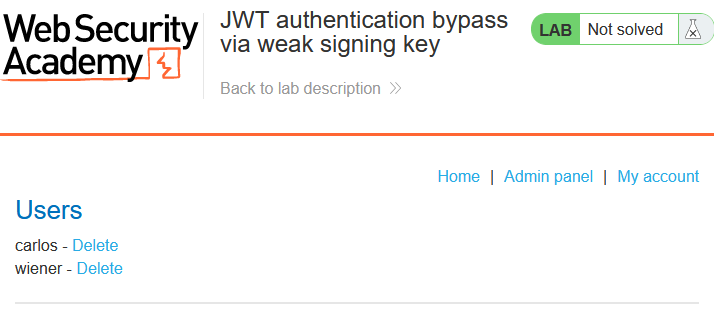 Web Security
Academy
JWT authentication bypass
via weak signing key
Back to lab description >>
LAB Not solved
Home | Admin panel | My account
Users
carlos - Delete
wiener - Delete